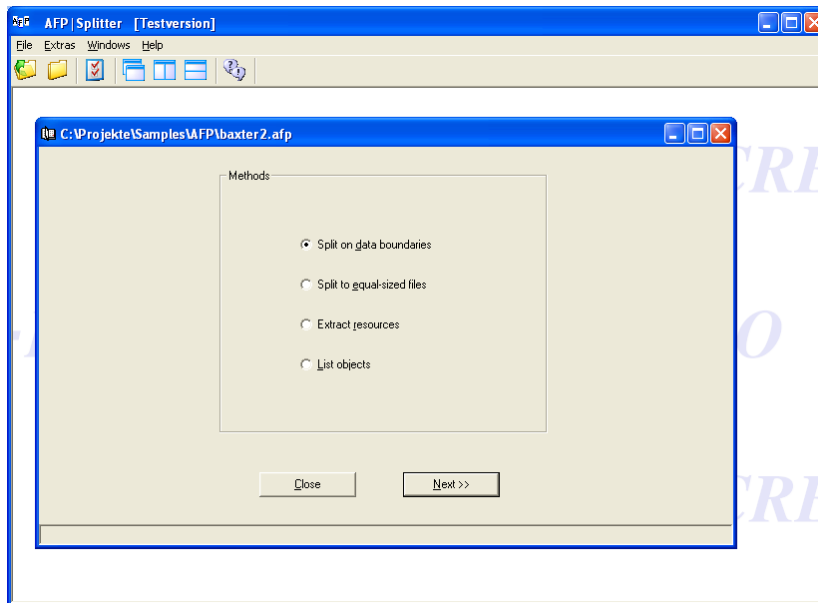 AFP AFP|Splitter [Testversion]
File Extras Windows Help
C:\Projekte\Samples\AFP\baxter2.afp
Methods
Split on data boundaries
Split to equal-sized files
Extract resources
List objects
Close Next >>